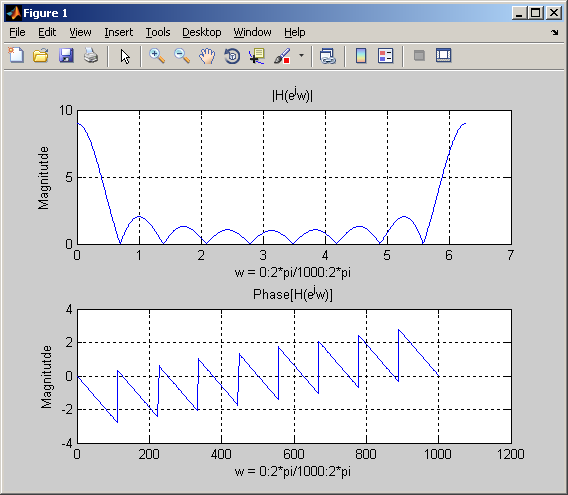 Figure 1
File Edit View Insert Tools Desktop Window Help
|H(e^jw)|
10
5
0
Magnitutde
0 1 2 3 4 5 6 7
w = 0:2*pi/1000:2*pi
Phase[H(e^jw)]
4
2
0
-2
-4
Magnitutde
0 200 400 600 800 1000 1200
w = 0:2*pi/1000:2*pi